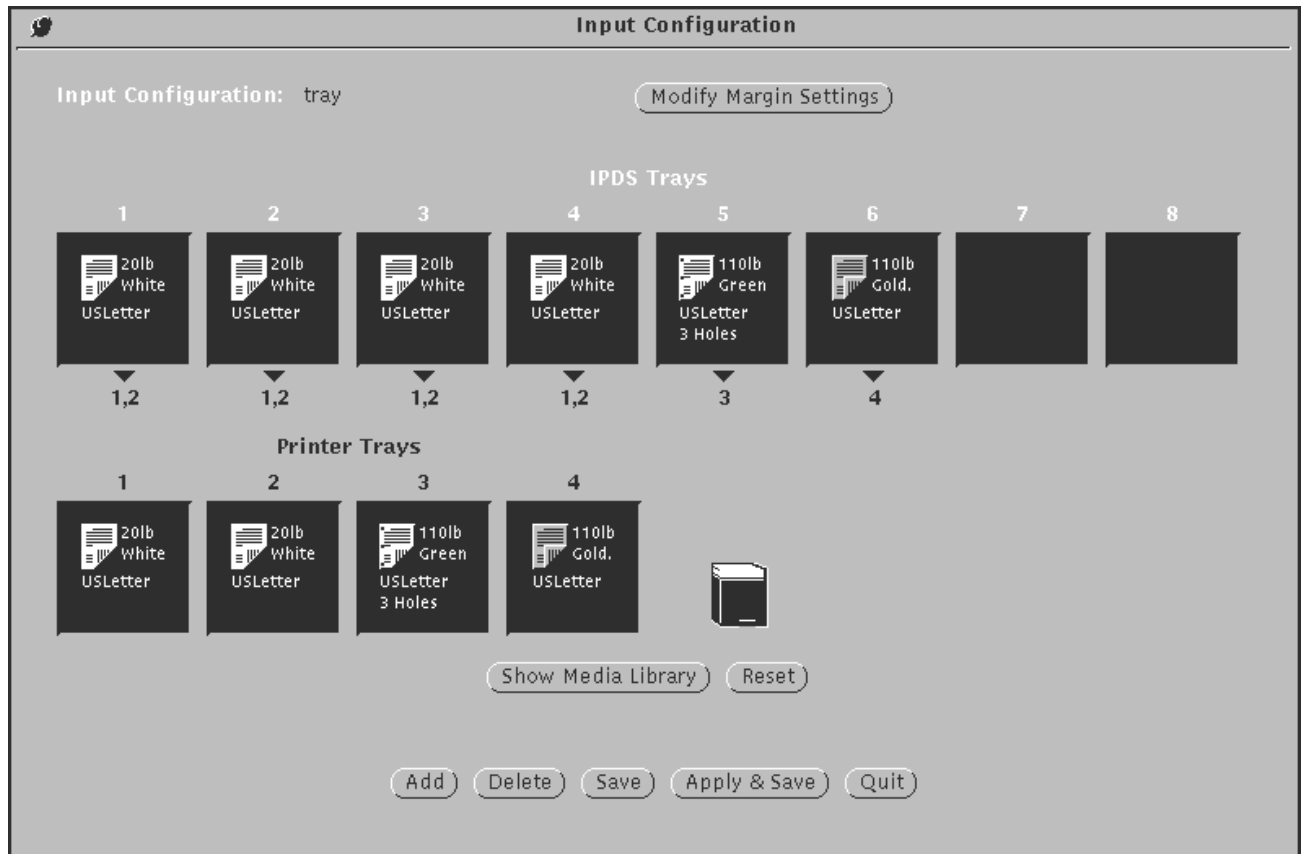 Input Configuration
Input Configuration: tray Modify Margin Settings
IPDS Trays
1 2 3 4 5 6 7 8
20lb 20lb 20lb 20lb 110lb 110lb
White White White White Green Gold.
USLetter USLetter USLetter USLetter USLetter USLetter
3 Holes
1,2 1,2 1,2 1,2 3 4
Printer Trays
1 2 3 4
20lb 20lb 110lb 110lb
White White Green Gold.
USLetter USLetter USLetter USLetter
3 Holes
Show Media Library Reset
Add Delete Save Apply & Save Quit